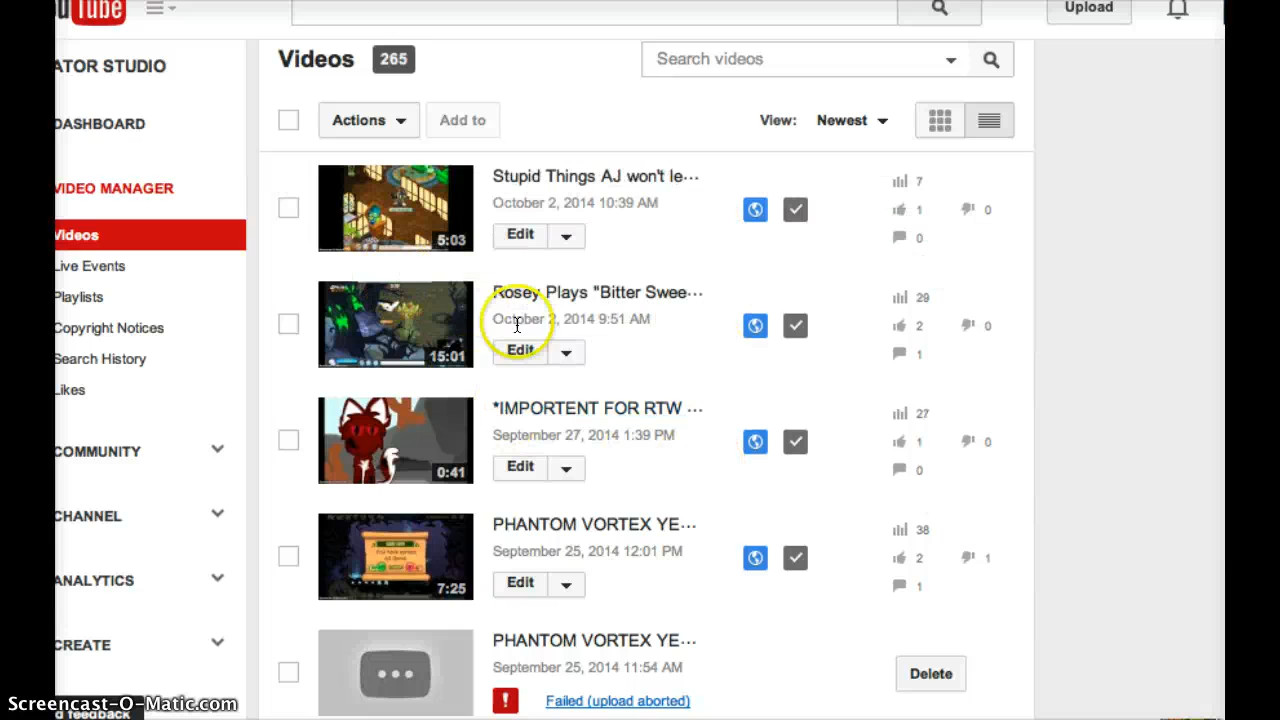 Tube
Upload
ATOR STUDIO
Videos 265
Search videos
DASHBOARD
Actions
Add to
View: Newest
VIDEO MANAGER
Videos
Live Events
Playlists
Copyright Notices
Search History
Likes
COMMUNITY
CHANNEL
ANALYTICS
CREATE
d feedback
5:03
Stupid Things AJ won't le...
October 2, 2014 10:39 AM
Edit
7
1
0
0
15:01
Rosey Plays "Bitter Swee...
October 2, 2014 9:51 AM
Edit
29
2
0
1
0:41
*IMPORTENT FOR RTW ...
September 27, 2014 1:39 PM
Edit
27
1
0
0
7:25
PHANTOM VORTEX YE...
September 25, 2014 12:01 PM
Edit
38
2
1
1
PHANTOM VORTEX YE...
September 25, 2014 11:54 AM
Failed (upload aborted)
Delete
Screencast-O-Matic.com